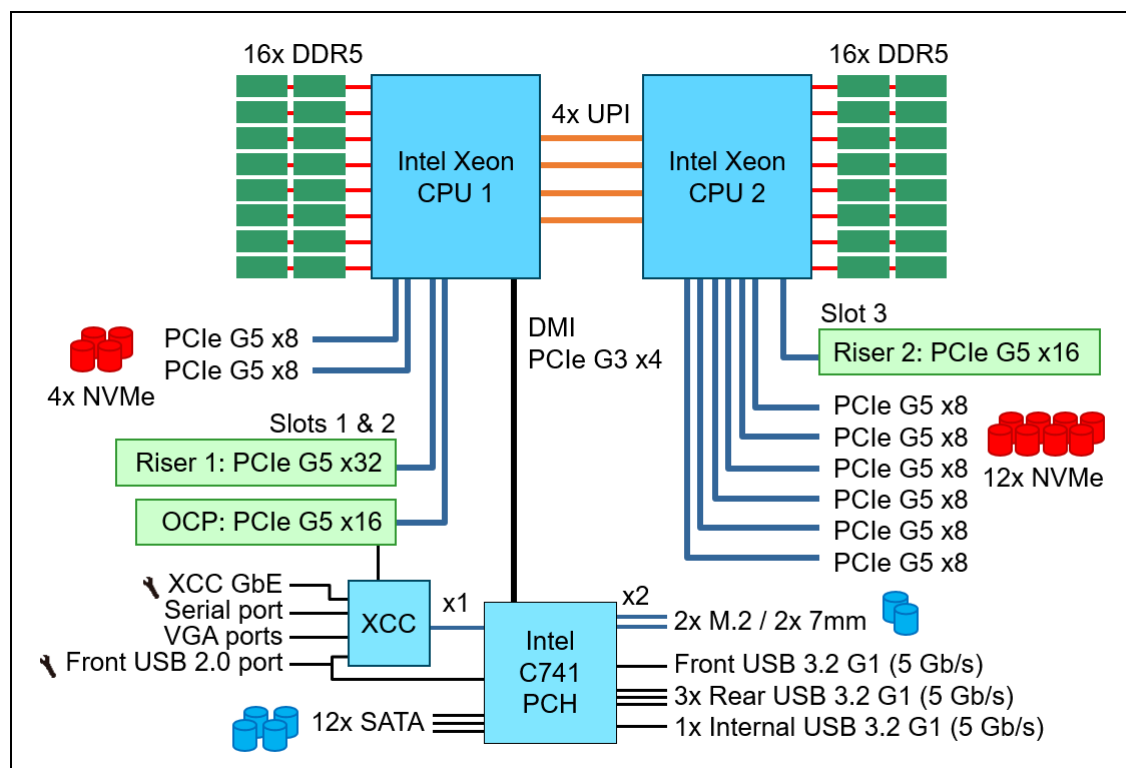 16x DDR5
16x DDR5
4x UPI
Intel Xeon
CPU 1
Intel Xeon
CPU 2
DMI
PCIe G3 x4
PCIe G5 x8
PCIe G5 x8
4x NVMe
Slots 1 & 2
Riser 1: PCIe G5 x32
OCP: PCIe G5 x16
Slot 3
Riser 2: PCIe G5 x16
PCIe G5 x8
PCIe G5 x8
PCIe G5 x8
PCIe G5 x8
PCIe G5 x8
PCIe G5 x8
12x NVMe
XCC GbE
Serial port
VGA ports
Front USB 2.0 port
XCC
x1
Intel
C741
PCH
x2
2x M.2 / 2x 7mm
Front USB 3.2 G1 (5 Gb/s)
3x Rear USB 3.2 G1 (5 Gb/s)
1x Internal USB 3.2 G1 (5 Gb/s)
12x SATA